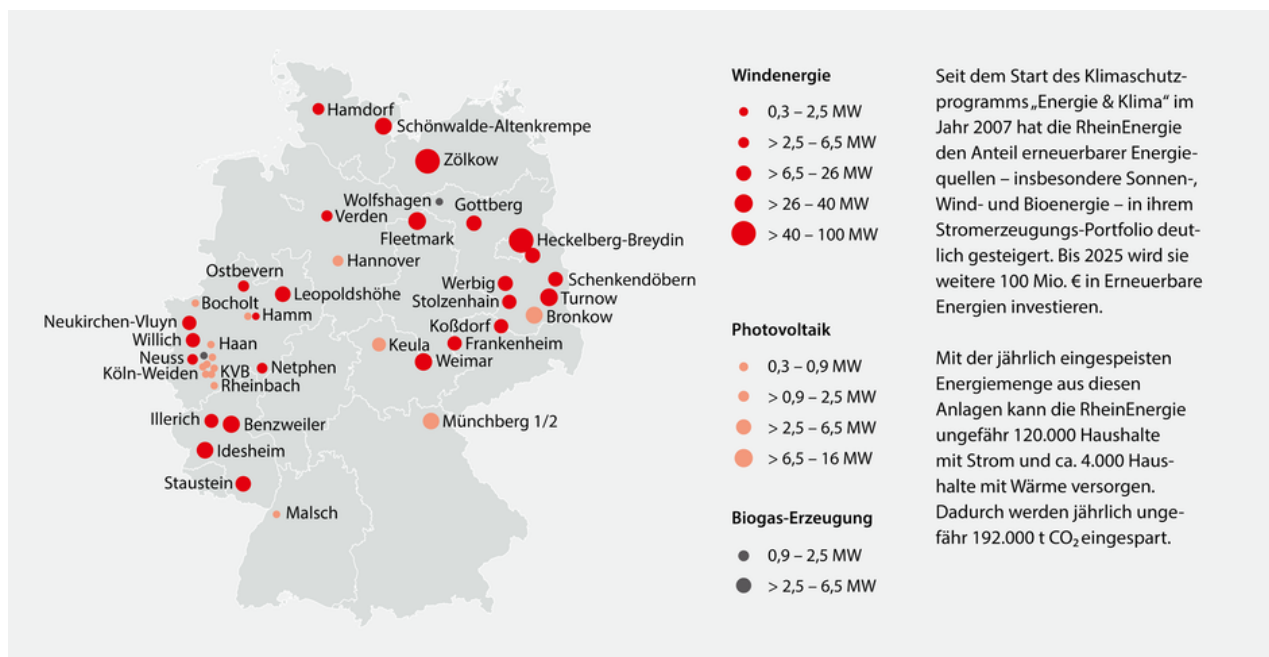 Hamdorf
Schönwalde-Altenkrempe
Zölkow
Wolfshagen
Gottberg
Verden
Fleetmark
Heckelberg-Breydin
Hannover
Ostbevern
Werbig
Schenkendöbern
Leopoldshöhe
Stolzenhain
Turnow
Bocholt
Hamm
Bronkow
Neukirchen-Vluyn
Koßdorf
Willich
Haan
Keula
Frankenheim
Neuss
Weimar
Köln-Weiden
KVB
Netphen
Rheinbach
Illerich
Benzweiler
Münchberg 1/2
Idesheim
Staustein
Malsch
Windenergie
0,3 – 2,5 MW
> 2,5 – 6,5 MW
> 6,5 – 26 MW
> 26 – 40 MW
> 40 – 100 MW
Photovoltaik
0,3 – 0,9 MW
> 0,9 – 2,5 MW
> 2,5 – 6,5 MW
> 6,5 – 16 MW
Biogas-Erzeugung
0,9 – 2,5 MW
> 2,5 – 6,5 MW
Seit dem Start des Klimaschutz-
programms „Energie & Klima“ im
Jahr 2007 hat die RheinEnergie
den Anteil erneuerbarer Energie-
quellen – insbesondere Sonnen-,
Wind- und Bioenergie – in ihrem
Stromerzeugungs-Portfolio deut-
lich gesteigert. Bis 2025 wird sie
weitere 100 Mio. € in Erneuerbare
Energien investieren.
Mit der jährlich eingespeisten
Energiemenge aus diesen
Anlagen kann die RheinEnergie
ungefähr 120.000 Haushalte
mit Strom und ca. 4.000 Haus-
halte mit Wärme versorgen.
Dadurch werden jährlich unge-
fähr 192.000 t CO₂ eingespart.